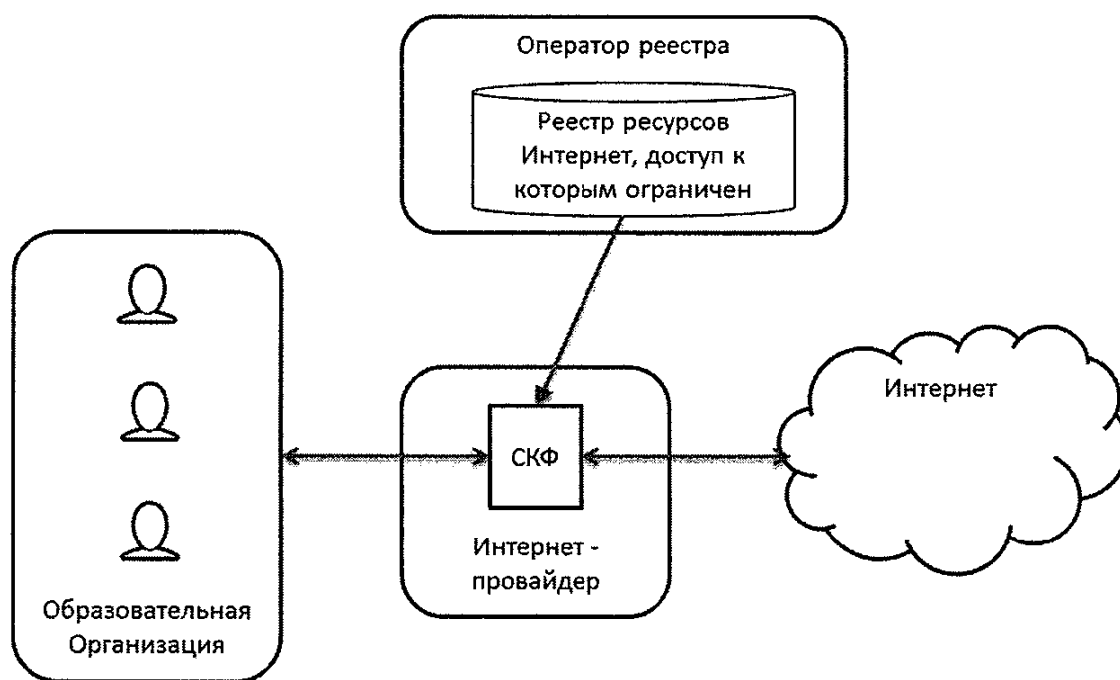 Оператор реестра
Реестр ресурсов
Интернет, доступ к
которым ограничен
Интернет
СКФ
Интернет -
провайдер
Образовательная
Организация